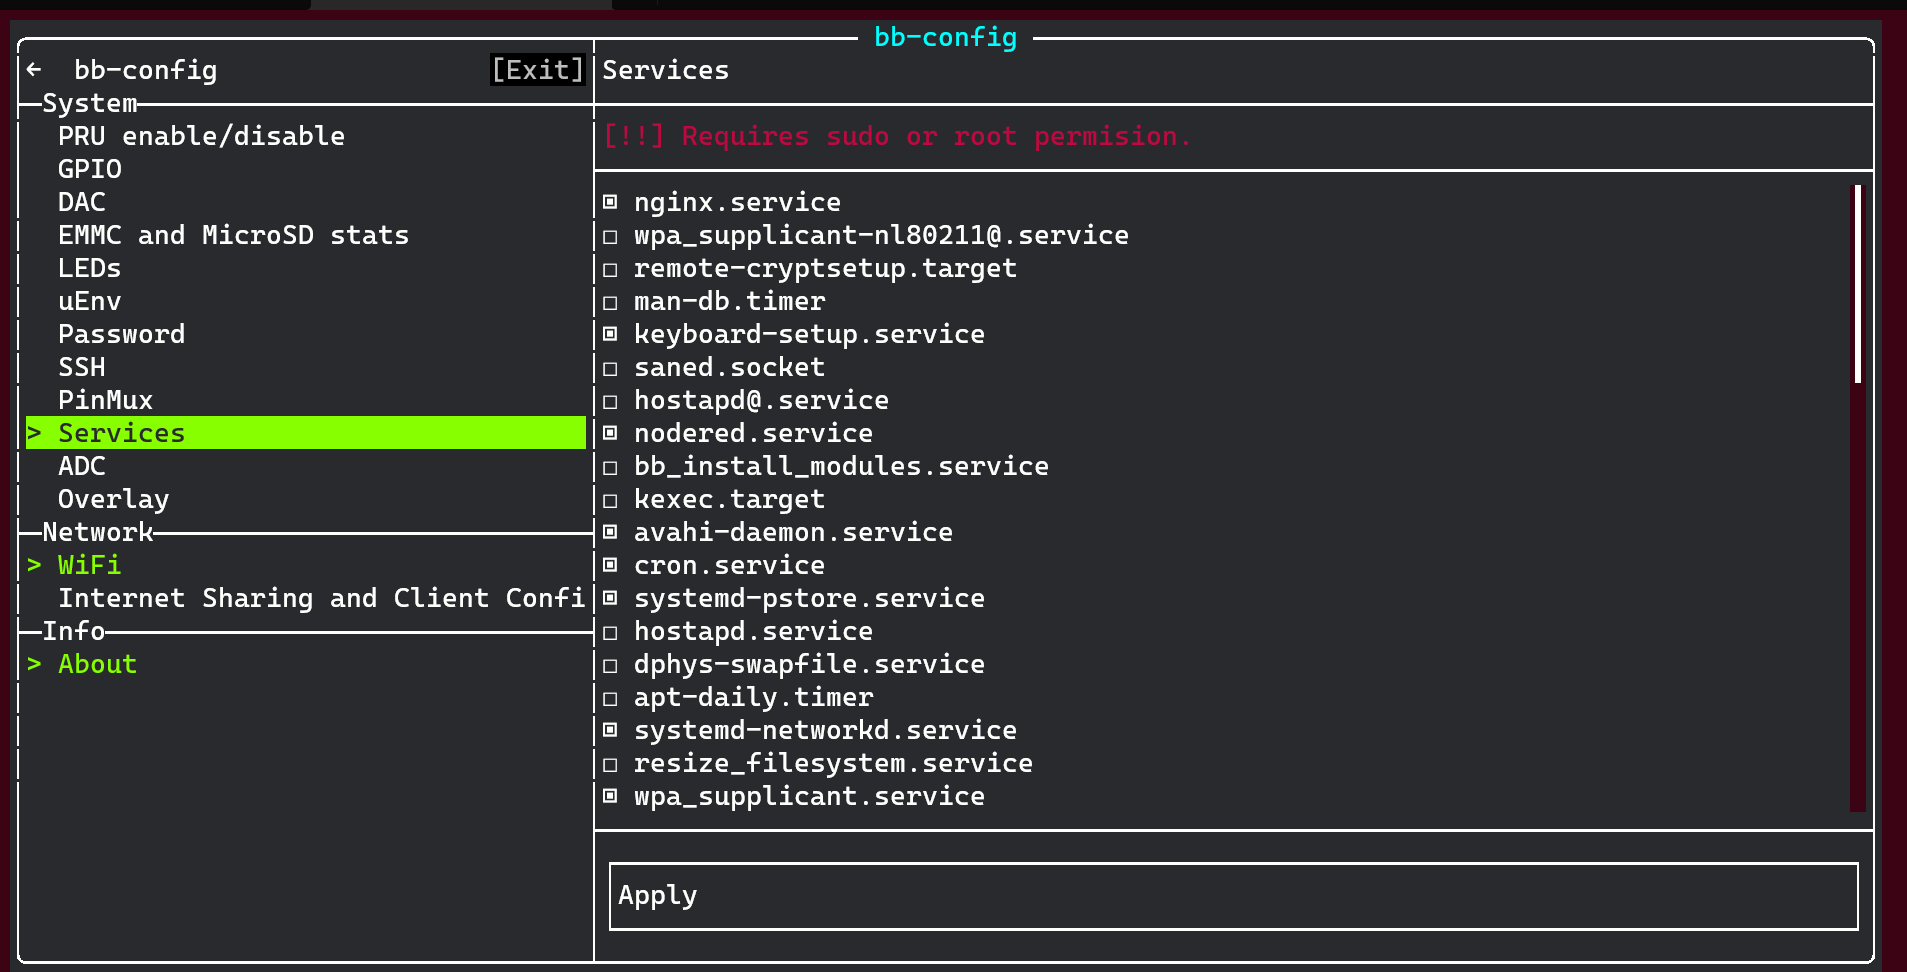 bb-config
← bb-config [Exit]
System
PRU enable/disable
GPIO
DAC
EMMC and MicroSD stats
LEDs
uEnv
Password
SSH
PinMux
> Services
ADC
Overlay
Network
> WiFi
Internet Sharing and Client Confi
Info
> About
Services
[!!] Requires sudo or root permision.
nginx.service
wpa_supplicant-nl80211@.service
remote-cryptsetup.target
man-db.timer
keyboard-setup.service
saned.socket
hostapd@.service
nodered.service
bb_install_modules.service
kexec.target
avahi-daemon.service
cron.service
systemd-pstore.service
hostapd.service
dphys-swapfile.service
apt-daily.timer
systemd-networkd.service
resize_filesystem.service
wpa_supplicant.service
Apply